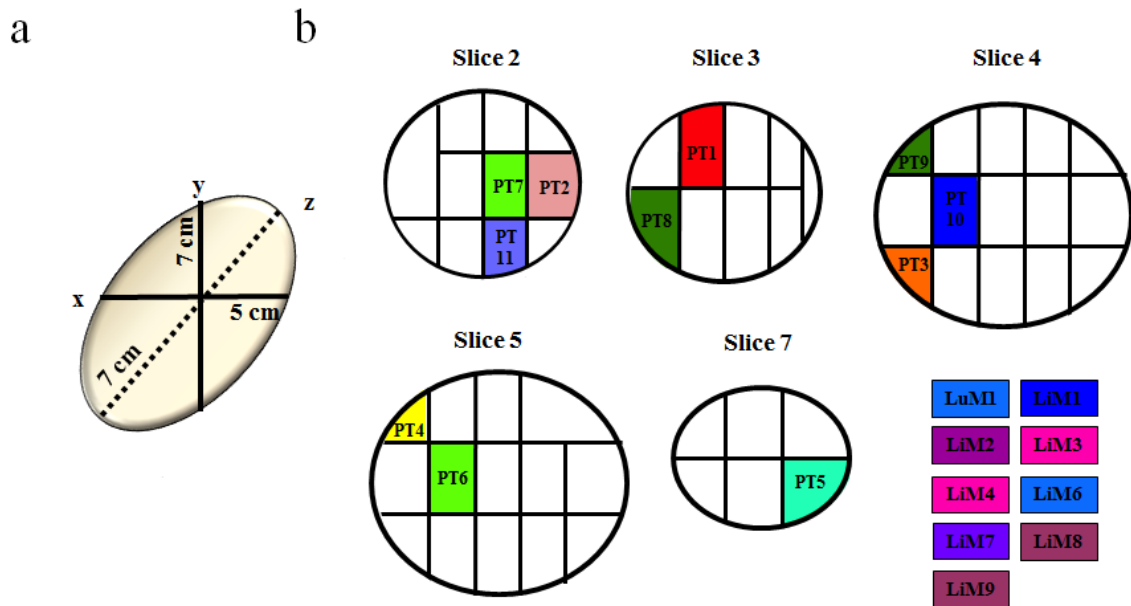 a
b
y
z
x
7 cm
5 cm
7 cm
Slice 2
Slice 3
Slice 4
PT7
PT2
PT
11
PT1
PT8
PT9
PT
10
PT3
Slice 5
Slice 7
PT4
PT6
PT5
LuM1
LiM1
LiM2
LiM3
LiM4
LiM6
LiM7
LiM8
LiM9